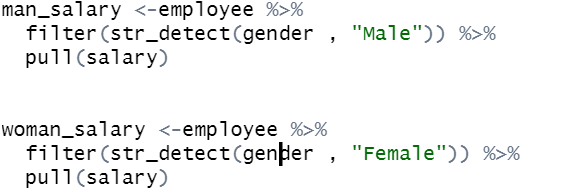 man_salary <-employee %>%
  filter(str_detect(gender , "Male")) %>%
  pull(salary)
woman_salary <-employee %>%
  filter(str_detect(gender , "Female")) %>%
  pull(salary)